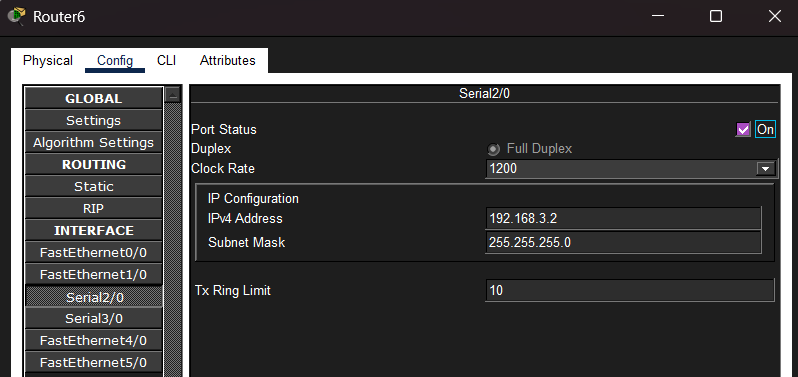 Router6
Physical Config CLI Attributes
GLOBAL
Settings
Algorithm Settings
ROUTING
Static
RIP
INTERFACE
FastEthernet0/0
FastEthernet1/0
Serial2/0
Serial3/0
FastEthernet4/0
FastEthernet5/0
Serial2/0
Port Status On
Duplex Full Duplex
Clock Rate 1200
IP Configuration
IPv4 Address 192.168.3.2
Subnet Mask 255.255.255.0
Tx Ring Limit 10